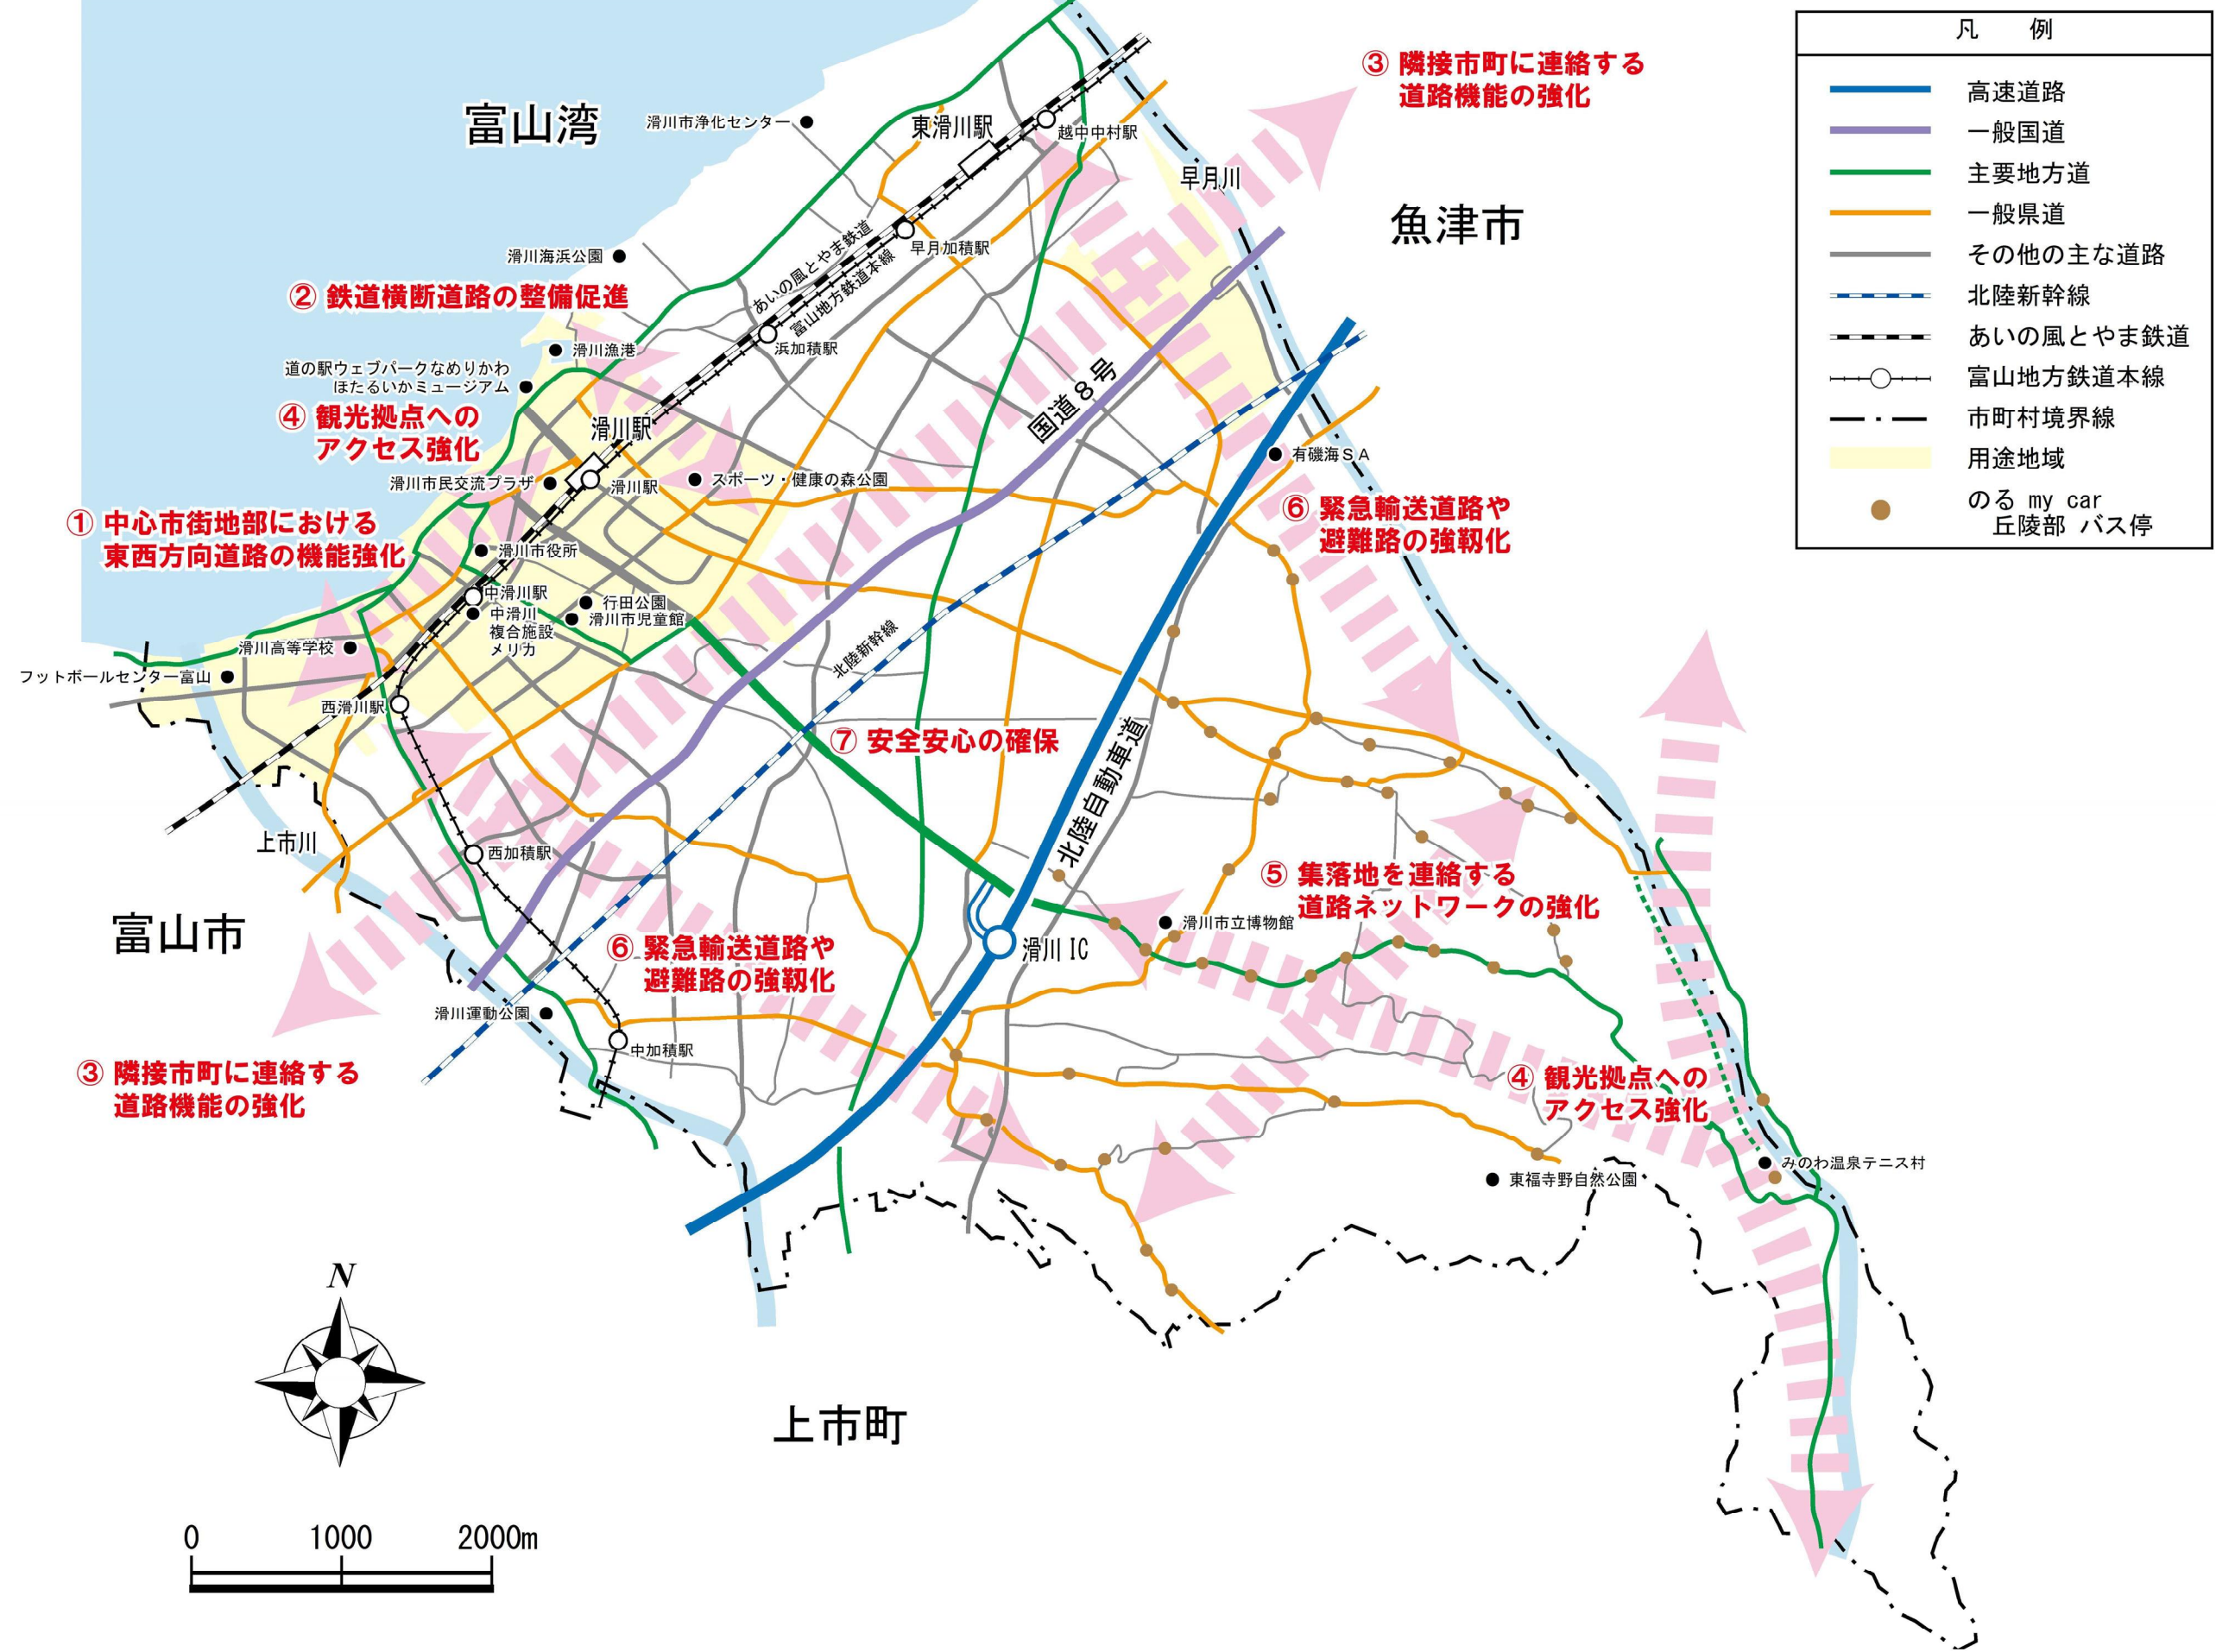 凡 例
高速道路
一般国道
主要地方道
一般県道
その他の主な道路
北陸新幹線
あいの風とやま鉄道
富山地方鉄道本線
市町村境界線
用途地域
のる my car
丘陵部 バス停
富山湾
滑川市浄化センター
東滑川駅
越中中村駅
③ 隣接市町に連絡する
道路機能の強化
早月川
魚津市
早月加積駅
滑川海浜公園
あいの風とやま鉄道
富山地方鉄道本線
② 鉄道横断道路の整備促進
浜加積駅
滑川漁港
道の駅ウェブパークなめりかわ
ほたるいかミュージアム
④ 観光拠点への
アクセス強化
滑川駅
国道8号
滑川市民交流プラザ
滑川駅
スポーツ・健康の森公園
有磯海SA
① 中心市街地部における
東西方向道路の機能強化
滑川市役所
⑥ 緊急輸送道路や
避難路の強靱化
中滑川駅
中滑川
複合施設
メリカ
行田公園
滑川市児童館
滑川高等学校
フットボールセンター富山
西滑川駅
北陸新幹線
⑦ 安全安心の確保
北陸自動車道
上市川
西加積駅
富山市
⑤ 集落地を連絡する
道路ネットワークの強化
滑川市立博物館
滑川IC
⑥ 緊急輸送道路や
避難路の強靱化
滑川運動公園
中加積駅
③ 隣接市町に連絡する
道路機能の強化
④ 観光拠点への
アクセス強化
みのわ温泉テニス村
東福寺野自然公園
N
上市町
0 1000 2000m